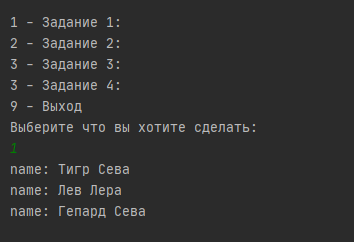 1 - Задание 1:
2 - Задание 2:
3 - Задание 3:
3 - Задание 4:
9 - Выход
Выберите что вы хотите сделать:
1
name: Тигр Сева
name: Лев Лера
name: Гепард Сева